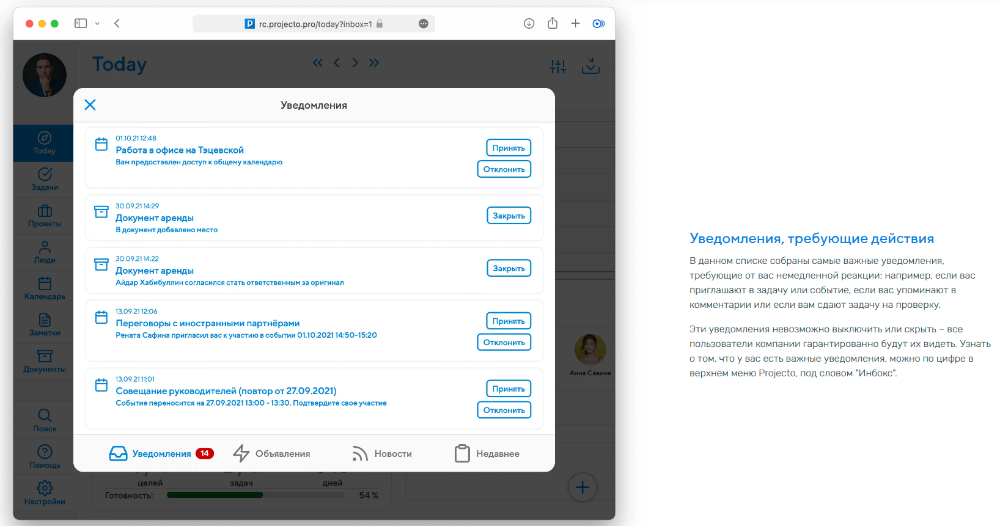 rc.projecto.pro/today?inbox=1
Today
14
Уведомления
Today
Задачи
Проекты
Люди
Календарь
Заметки
Документы
Поиск
Помощь
Настройки
01.10.21 12:48
Работа в офисе на Тэцевской
Вам предоставлен доступ к общему календарю
Принять
Отклонить
30.09.21 14:29
Документ аренды
В документ добавлено место
Закрыть
30.09.21 14:22
Документ аренды
Айдар Хабибуллин согласился стать ответственным за оригинал
Закрыть
13.09.21 12:06
Переговоры с иностранными партнёрами
Рената Сафина пригласил вас к участию в событии 01.10.2021 14:50-15:20
Принять
Отклонить
13.09.21 11:01
Совещание руководителей (повтор от 27.09.2021)
Событие переносится на 27.09.2021 13:00 - 13:30. Подтвердите свое участие
Принять
Отклонить
Анна Савина
Уведомления 14 Объявления Новости Недавнее
целей задач дней
Готовность: 54 %
Уведомления, требующие действия
В данном списке собраны самые важные уведомления,
требующие от вас немедленной реакции: например, если вас
приглашают в задачу или событие, если вас упоминают в
комментарии или если вам сдают задачу на проверку.
Эти уведомления невозможно выключить или скрыть – все
пользователи компании гарантированно будут их видеть. Узнать
о том, что у вас есть важные уведомления, можно по цифре в
верхнем меню Projecto, под словом "Инбокс".